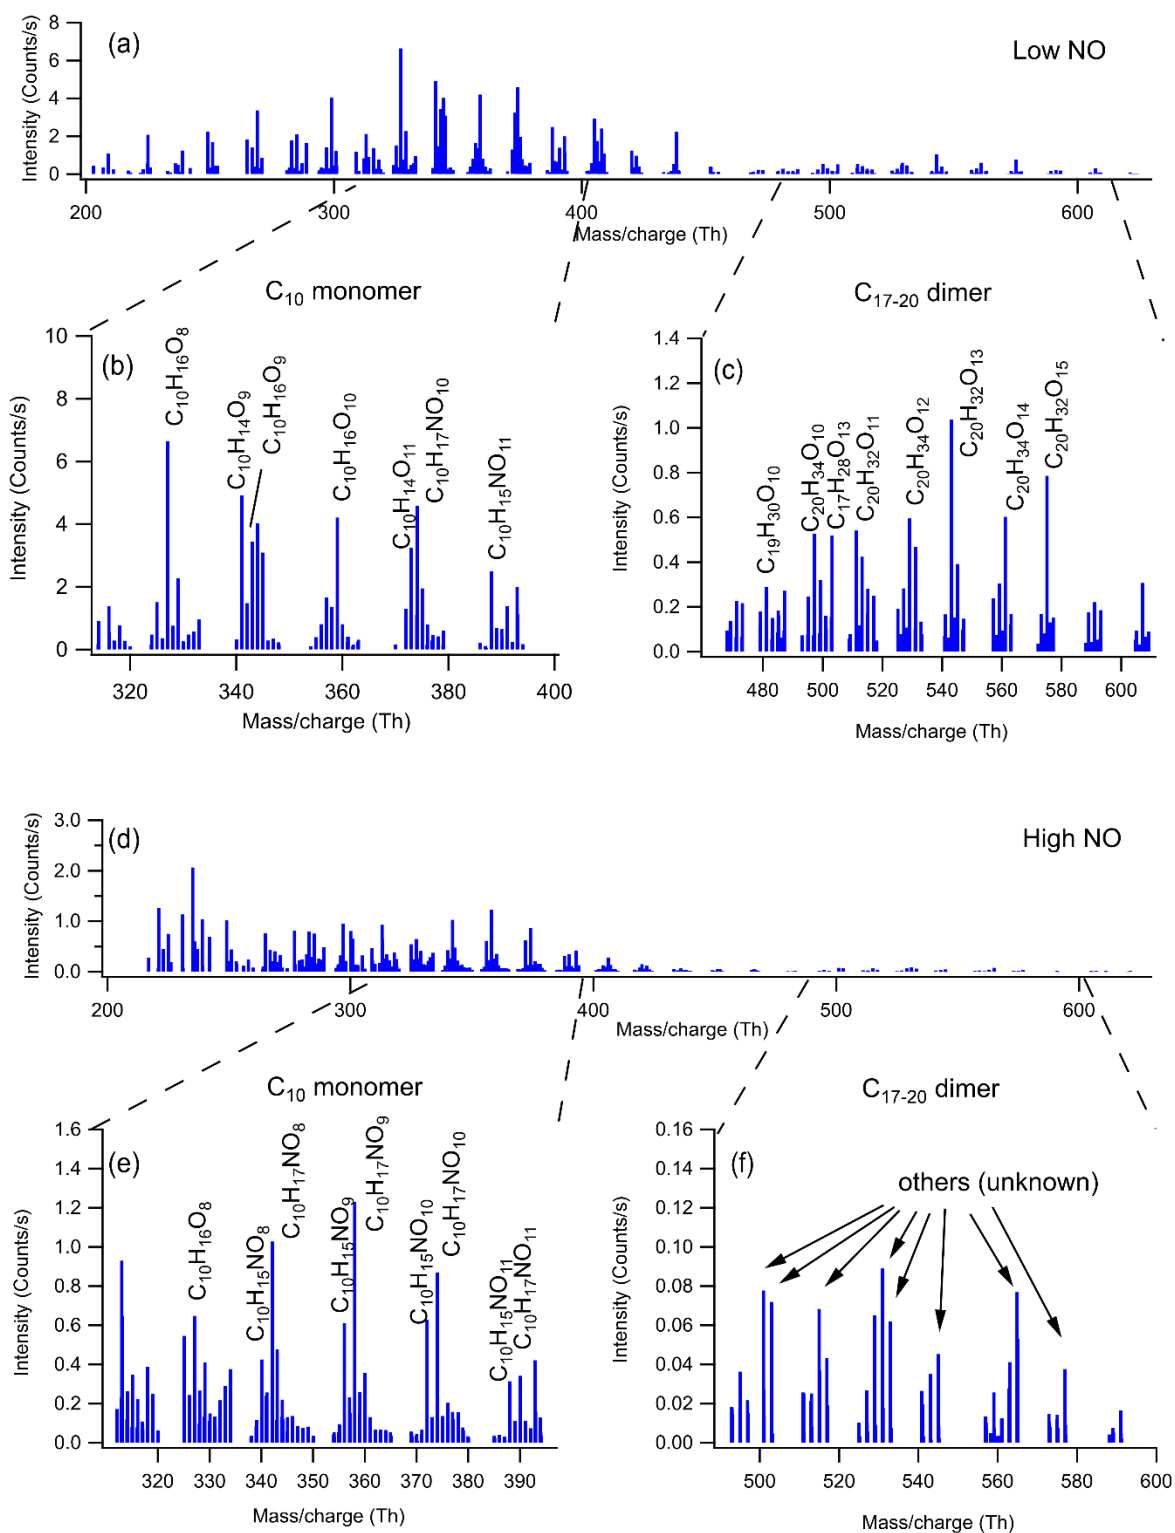 (a)
Low NO
Intensity (Counts/s)
8
6
4
2
0
200
300
400
500
600
Mass/charge (Th)
C10 monomer
C17-20 dimer
(b)
Intensity (Counts/s)
10
8
6
4
2
0
C10H16O8
C10H14O9
C10H16O9
C10H16O10
C10H14O11
C10H17NO10
C10H15NO11
320
340
360
380
400
Mass/charge (Th)
(c)
Intensity (Counts/s)
1.4
1.2
1.0
0.8
0.6
0.4
0.2
0.0
C19H30O10
C20H34O10
C17H28O13
C20H32O11
C20H34O12
C20H32O13
C20H34O14
C20H32O15
480
500
520
540
560
580
600
Mass/charge (Th)
(d)
High NO
Intensity (Counts/s)
3.0
2.0
1.0
0.0
200
300
400
500
600
Mass/charge (Th)
C10 monomer
C17-20 dimer
(e)
Intensity (Counts/s)
1.6
1.4
1.2
1.0
0.8
0.6
0.4
0.2
0.0
C10H16O8
C10H15NO8
C10H17NO8
C10H15NO9
C10H17NO9
C10H15NO10
C10H17NO10
C10H15NO11
C10H17NO11
320
330
340
350
360
370
380
390
Mass/charge (Th)
(f)
others (unknown)
Intensity (Counts/s)
0.16
0.14
0.12
0.10
0.08
0.06
0.04
0.02
0.00
500
520
540
560
580
600
Mass/charge (Th)